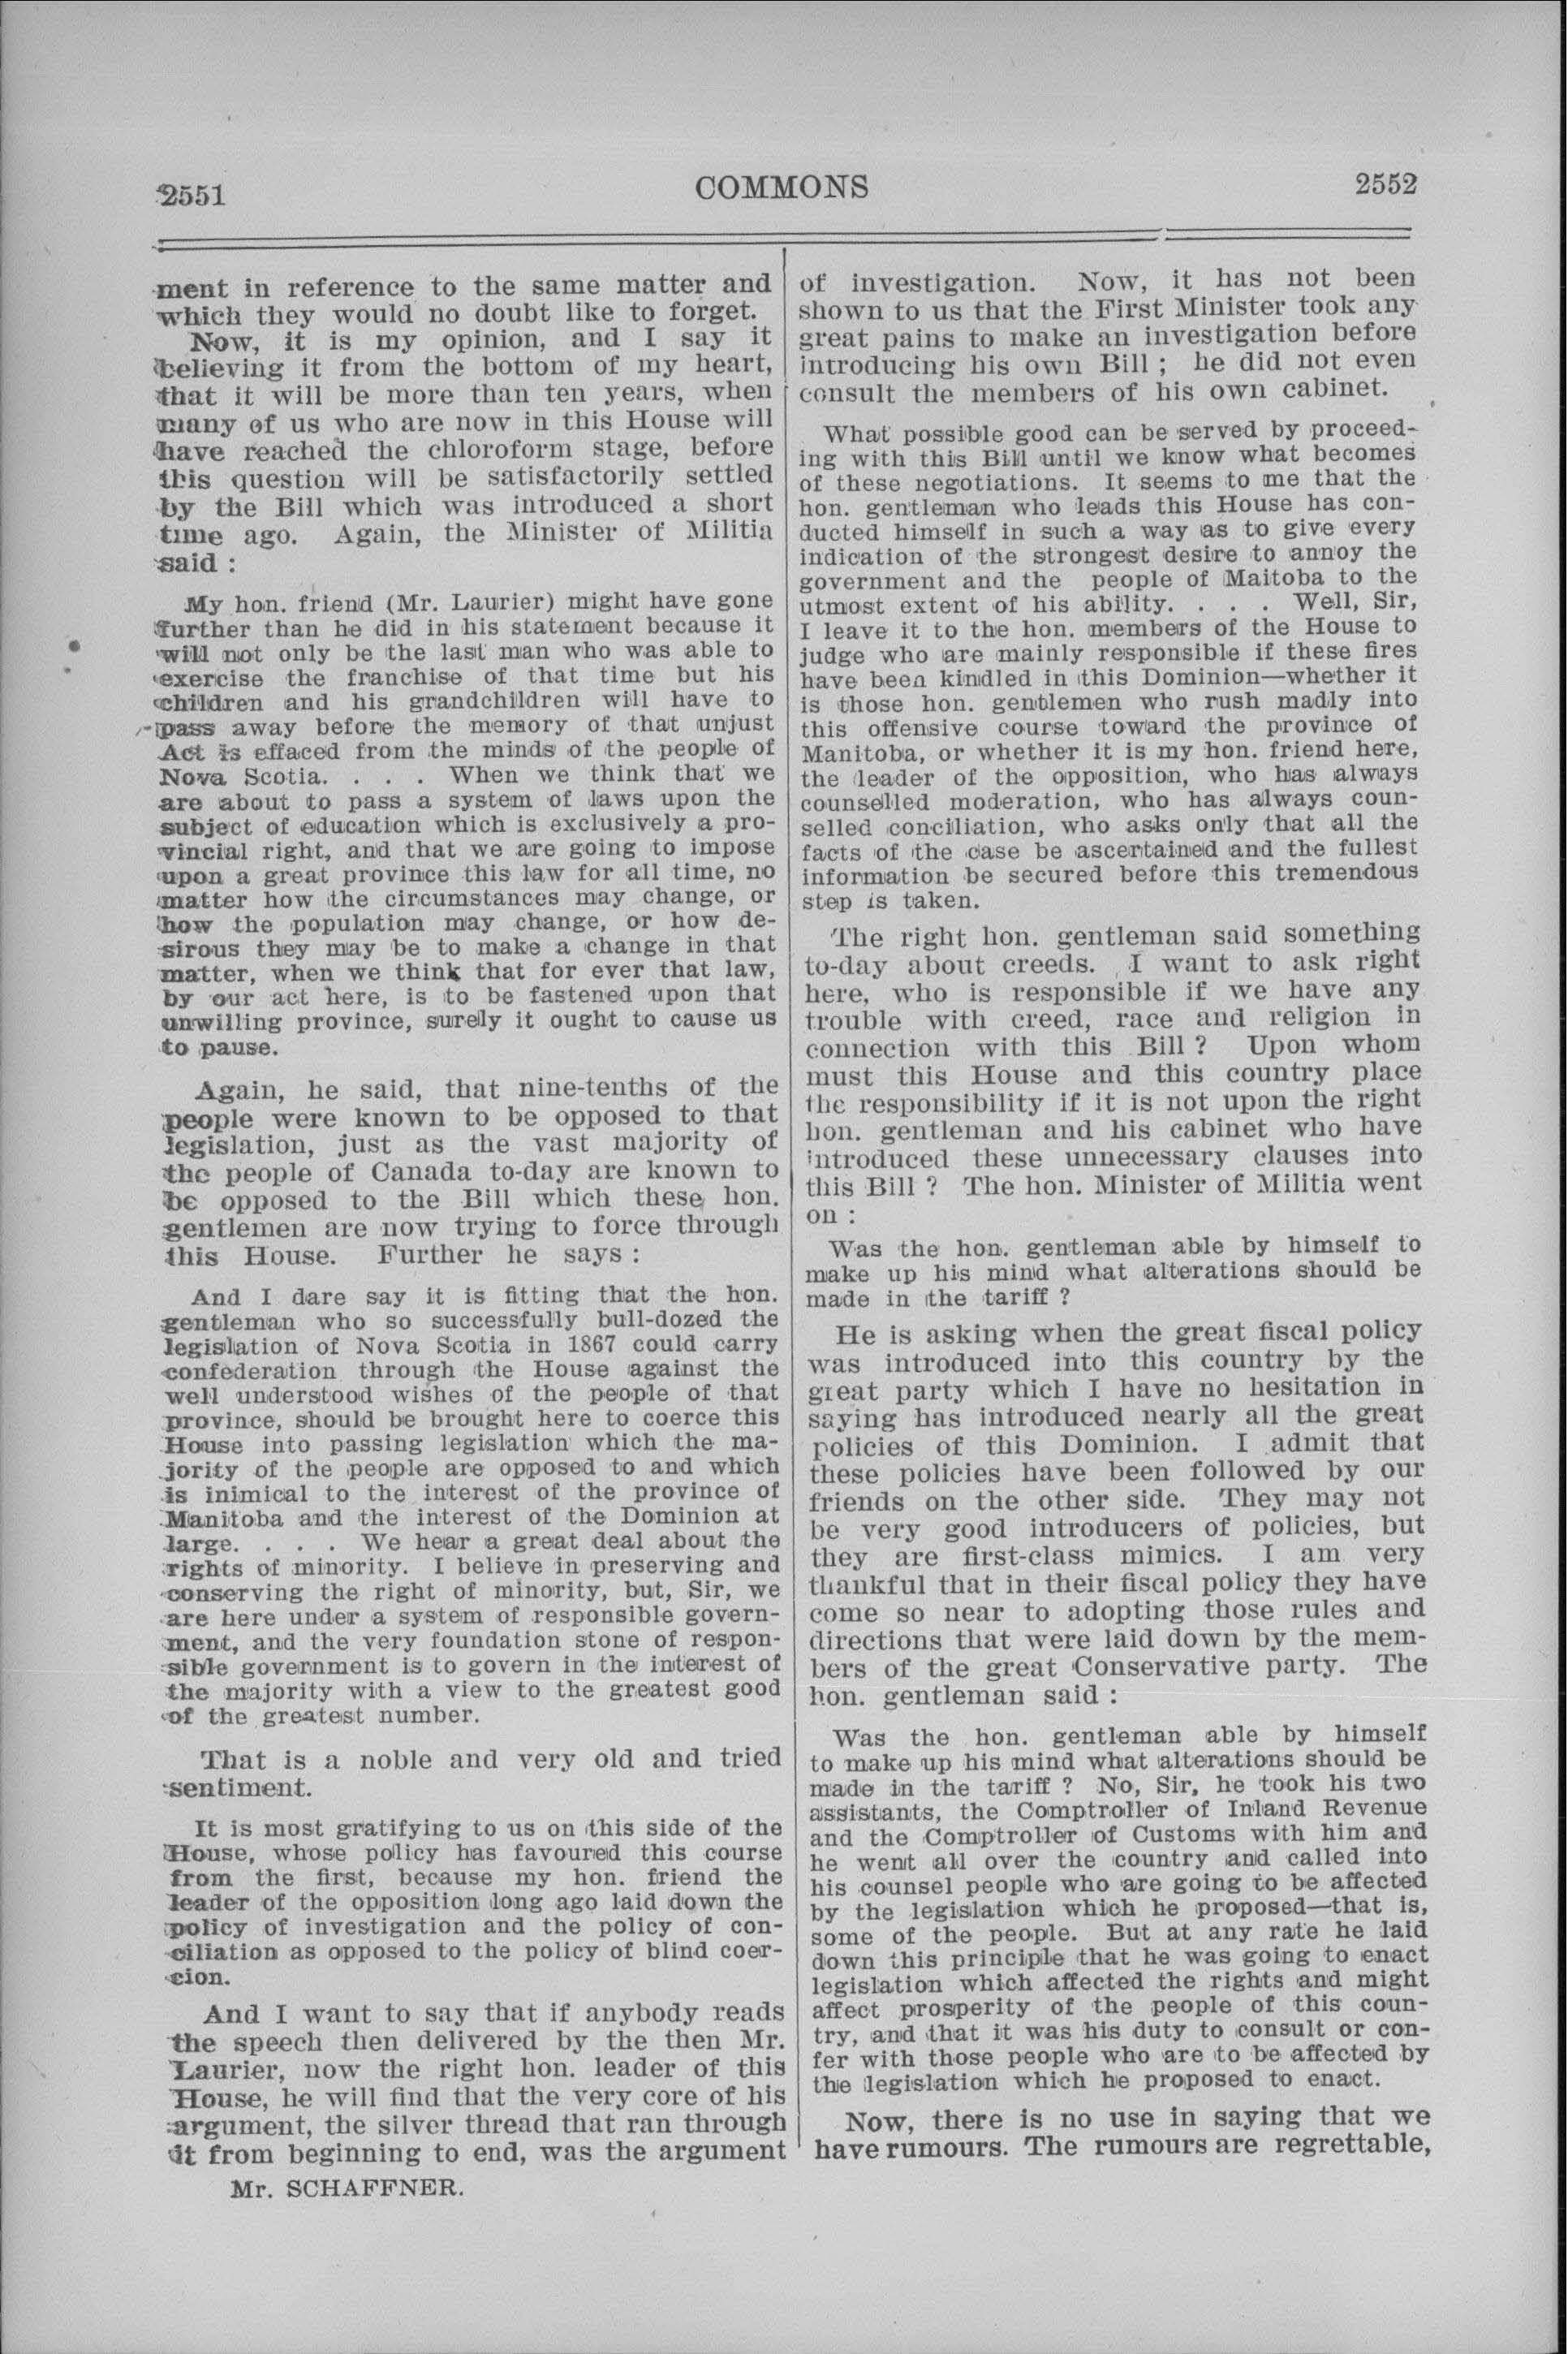 2551
COMMONS
2552
ment in reference to the same matter and
which they would no doubt like to forget.
Now, it is my opinion, and I say it
believing it from the bottom of my heart,
that it will be more than ten years, when
many of us who are now in this House will
have reached the chloroform stage, before
this question will be satisfactorily settled
by the Bill which was introduced a short
time ago. Again, the Minister of Militia
said :
My hon. friend (Mr. Laurier) might have gone
further than he did in his statement because it
will not only be the last man who was able to
exercise the franchise of that time but his
children and his grandchildren will have to
pass away before the memory of that unjust
Act is effaced from the minds of the people of
Nova Scotia. . . . When we think that we
are about to pass a system of laws upon the
subject of education which is exclusively a pro-
vincial right, and that we are going to impose
upon a great province this law for all time, no
matter how the circumstances may change, or
how the population may change, or how de-
sirous they may be to make a change in that
matter, when we think that for ever that law,
by our act here, is to be fastened upon that
unwilling province, surely it ought to cause us
to pause.
Again, he said, that nine-tenths of the
people were known to be opposed to that
legislation, just as the vast majority of
the people of Canada to-day are known to
be opposed to the Bill which these hon.
gentlemen are now trying to force through
this House. Further he says :
And I dare say it is fitting that the hon.
gentleman who so successfully bull-dozed the
legislation of Nova Scotia in 1867 could carry
confederation through the House against the
well understood wishes of the people of that
province, should be brought here to coerce this
House into passing legislation which the ma-
jority of the people are opposed to and which
is inimical to the interest of the province of
Manitoba and the interest of the Dominion at
large. . . . We hear a great deal about the
rights of minority. I believe in preserving and
conserving the right of minority, but, Sir, we
are here under a system of responsible govern-
ment, and the very foundation stone of respon-
sible government is to govern in the interest of
the majority with a view to the greatest good
of the greatest number.
That is a noble and very old and tried
sentiment.
It is most gratifying to us on this side of the
House, whose policy has favoured this course
from the first, because my hon. friend the
leader of the opposition long ago laid down the
policy of investigation and the policy of con-
ciliation as opposed to the policy of blind coer-
cion.
And I want to say that if anybody reads
the speech then delivered by the then Mr.
Laurier, now the right hon. leader of this
House, he will find that the very core of his
argument, the silver thread that ran through
it from beginning to end, was the argument
Mr. SCHAFFNER.
of investigation. Now, it has not been
shown to us that the First Minister took any
great pains to make an investigation before
introducing his own Bill ; he did not even
consult the members of his own cabinet.
What possible good can be served by proceed-
ing with this Bill until we know what becomes
of these negotiations. It seems to me that the
hon. gentleman who leads this House has con-
ducted himself in such a way as to give every
indication of the strongest desire to annoy the
government and the people of Maitoba to the
utmost extent of his ability. . . . Well, Sir,
I leave it to the hon. members of the House to
judge who are mainly responsible if these fires
have been kindled in this Dominion—whether it
is those hon. gentlemen who rush madly into
this offensive course toward the province of
Manitoba, or whether it is my hon. friend here,
the leader of the opposition, who has always
counselled moderation, who has always coun-
selled conciliation, who asks only that all the
facts of the case be ascertained and the fullest
information be secured before this tremendous
step is taken.
The right hon. gentleman said something
to-day about creeds. I want to ask right
here, who is responsible if we have any
trouble with creed, race and religion in
connection with this Bill ? Upon whom
must this House and this country place
the responsibility if it is not upon the right
hon. gentleman and his cabinet who have
introduced these unnecessary clauses into
this Bill ? The hon. Minister of Militia went
on :
Was the hon. gentleman able by himself to
make up his mind what alterations should be
made in the tariff ?
He is asking when the great fiscal policy
was introduced into this country by the
great party which I have no hesitation in
saying has introduced nearly all the great
policies of this Dominion. I admit that
these policies have been followed by our
friends on the other side. They may not
be very good introducers of policies, but
they are first-class mimics. I am very
thankful that in their fiscal policy they have
come so near to adopting those rules and
directions that were laid down by the mem-
bers of the great Conservative party. The
hon. gentleman said :
Was the hon. gentleman able by himself
to make up his mind what alterations should be
made in the tariff ? No, Sir, he took his two
assistants, the Comptroller of Inland Revenue
and the Comptroller of Customs with him and
he went all over the country and called into
his counsel people who are going to be affected
by the legislation which he proposed—that is,
some of the people. But at any rate he laid
down this principle that he was going to enact
legislation which affected the rights and might
affect prosperity of the people of this coun-
try, and that it was his duty to consult or con-
fer with those people who are to be affected by
the legislation which he proposed to enact.
Now, there is no use in saying that we
have rumours. The rumours are regrettable,